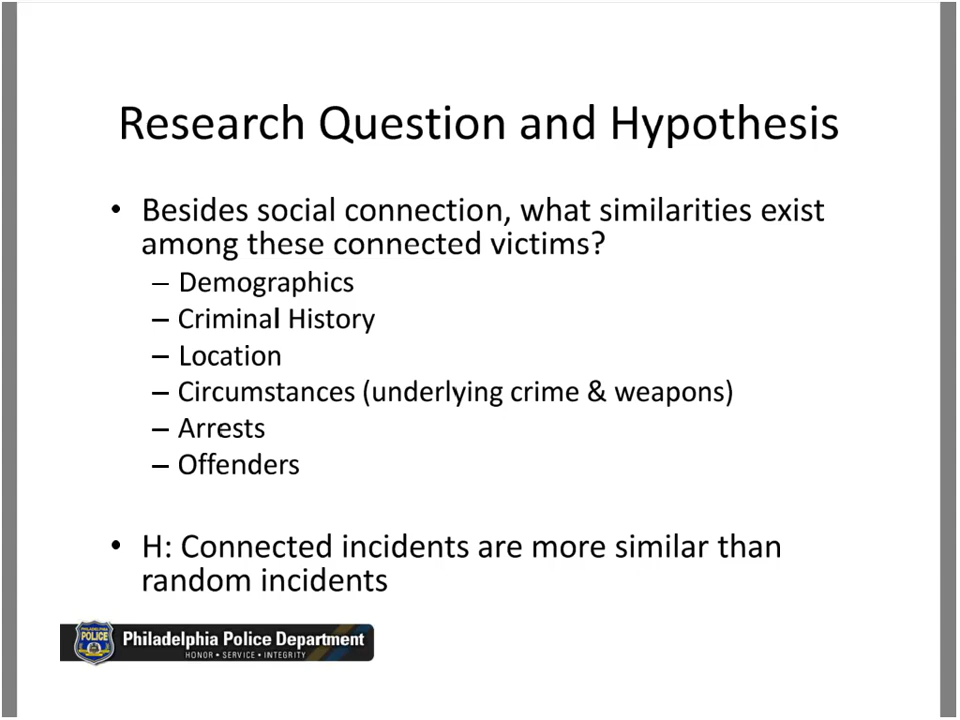 Research Question and Hypothesis
• Besides social connection, what similarities exist
among these connected victims?
– Demographics
– Criminal History
– Location
– Circumstances (underlying crime & weapons)
– Arrests
– Offenders
• H: Connected incidents are more similar than
random incidents
PHILADELPHIA
POLICE
Philadelphia Police Department
HONOR • SERVICE • INTEGRITY